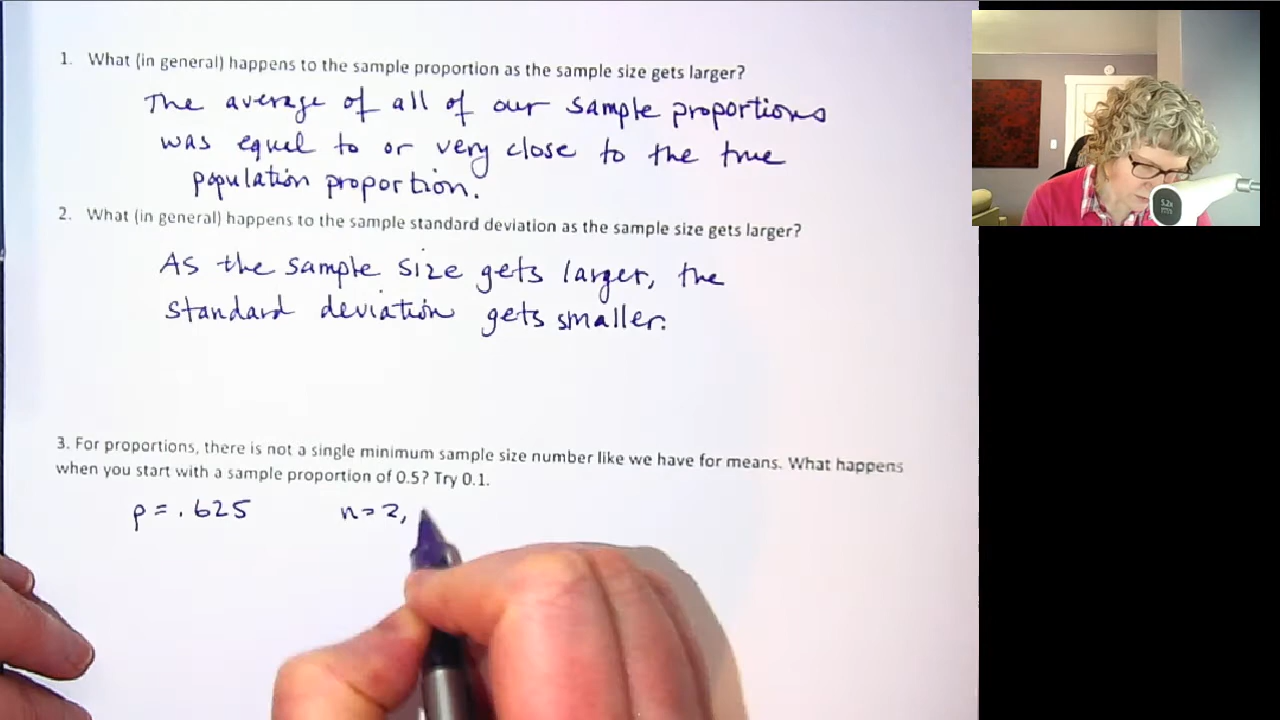 1. What (in general) happens to the sample proportion as the sample size gets larger?
The average of all of our sample proportions
was equal to or very close to the true
population proportion.
2. What (in general) happens to the sample standard deviation as the sample size gets larger?
As the sample size gets larger, the
standard deviation gets smaller.
3. For proportions, there is not a single minimum sample size number like we have for means. What happens
when you start with a sample proportion of 0.5? Try 0.1.
p = .625 n = 2,